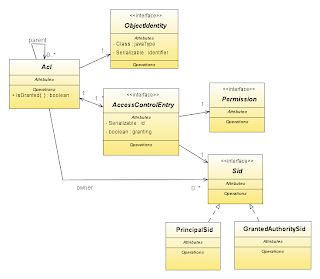 <<interface>>
ObjectIdentity
Attributes
- Class : javaType
- Serializable : identifier
Operations
parent
0..*
Acl
Attributes
Operations
+ isGranted( ) : boolean
1
1
<<interface>>
AccessControlEntry
Attributes
- Serializable : id
- boolean : granting
Operations
1
<<interface>>
Permission
Attributes
Operations
1
<<interface>>
Sid
Attributes
Operations
owner
0..*
PrincipalSid
Attributes
Operations
GrantedAuthoritySid
Attributes
Operations